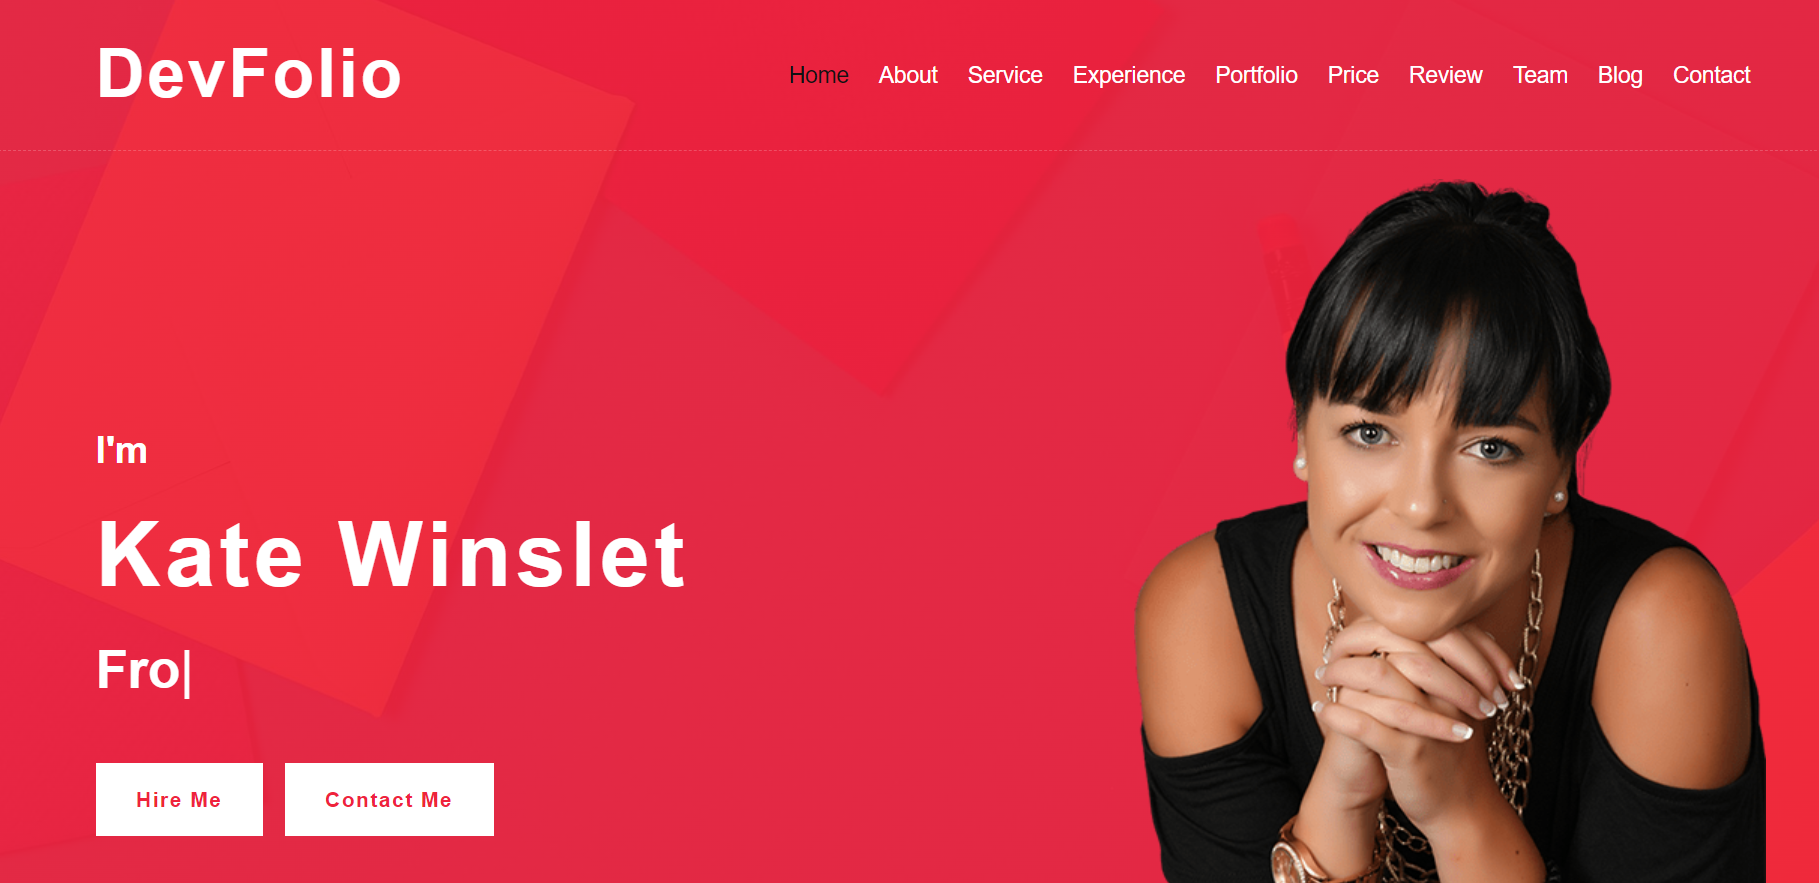 DevFolio
Home About Service Experience Portfolio Price Review Team Blog Contact
I'm
Kate Winslet
Fro|
Hire Me Contact Me